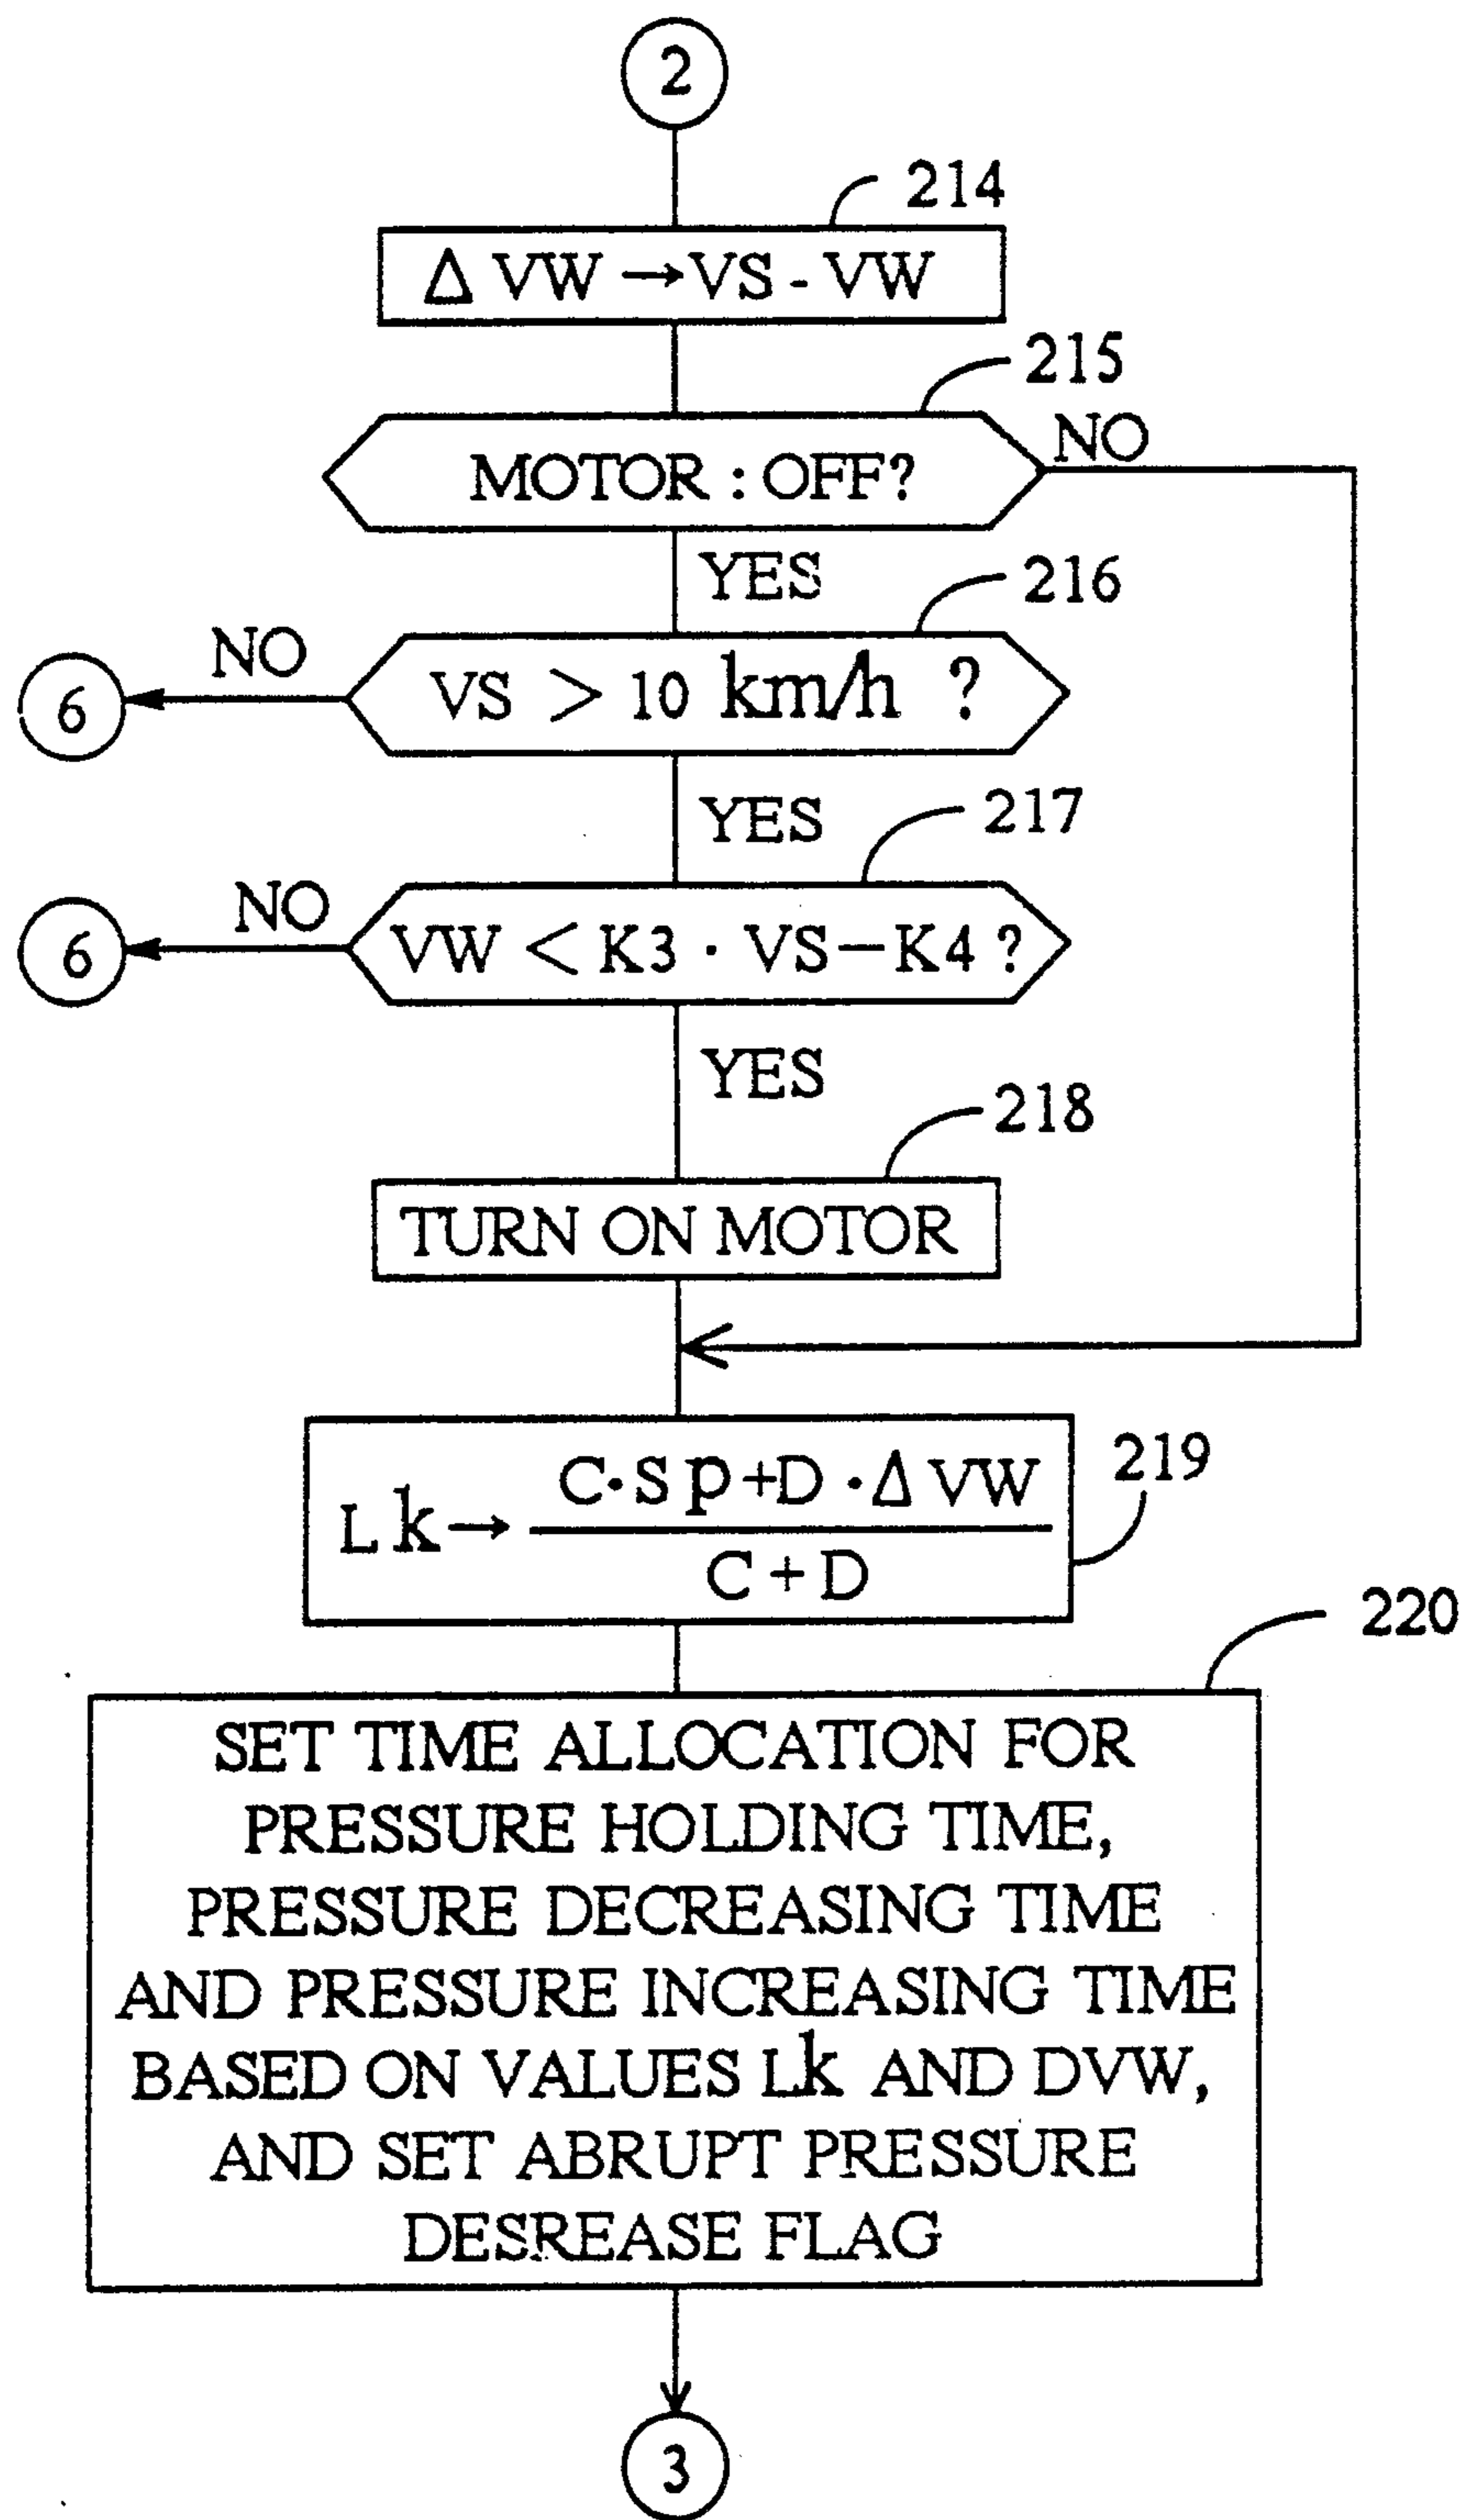 2
214
Δ VW → VS - VW
215
MOTOR : OFF?
NO
YES
216
VS > 10 km/h ?
NO
6
YES
217
VW < K3 · VS - K4 ?
NO
6
YES
218
TURN ON MOTOR
219
Lk → C·Sp+D·Δ VW
C+D
220
SET TIME ALLOCATION FOR
PRESSURE HOLDING TIME,
PRESSURE DECREASING TIME
AND PRESSURE INCREASING TIME
BASED ON VALUES Lk AND DVW,
AND SET ABRUPT PRESSURE
DESREASE FLAG
3